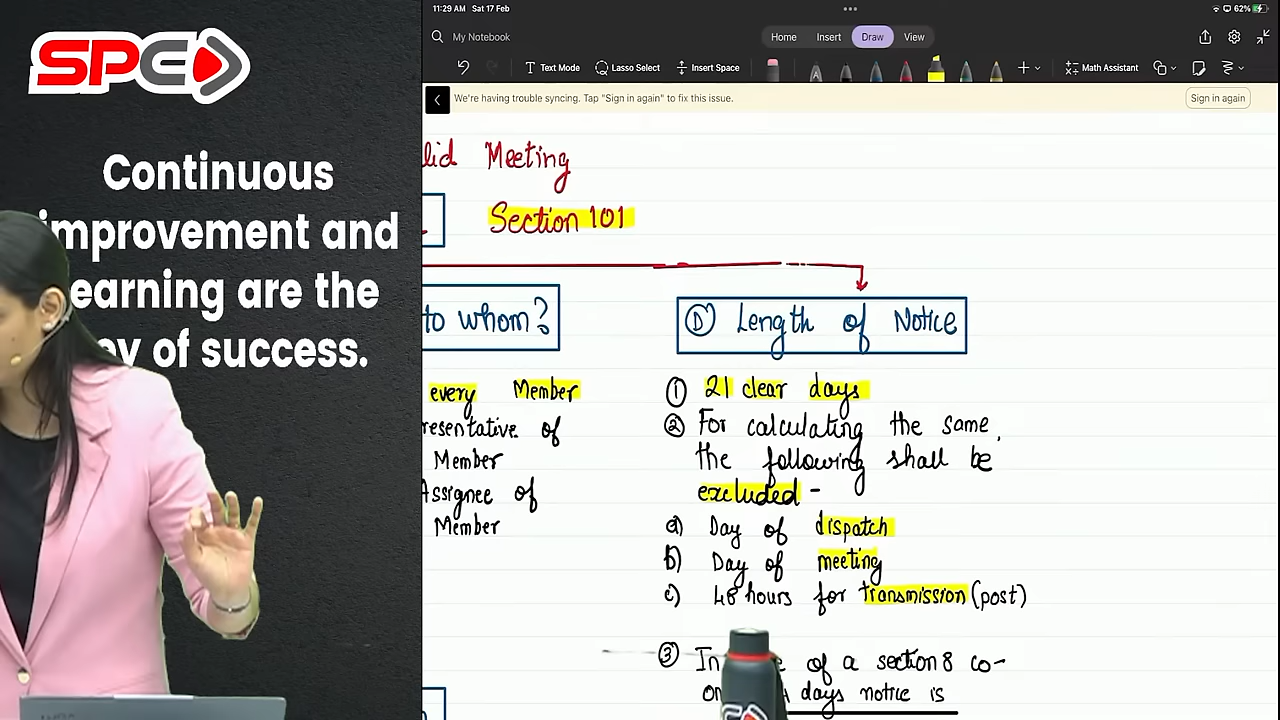 SPC
Continuous
improvement and
earning are the
ey of success.
11:29 AM Sat 17 Feb
62%
My Notebook
Home Insert Draw View
Text Mode Lasso Select Insert Space Math Assistant
We're having trouble syncing. Tap "Sign in again" to fix this issue. Sign in again
lid Meeting
Section 101
to whom?
every Member
resentative of
Member
Assignee of
Member
D Length of Notice
1 21 clear days
2 For calculating the same,
the following shall be
excluded -
a) Day of dispatch
b) Day of meeting
c) 48 hours for transmission (post)
3 In of a section 8 co-
on days notice is